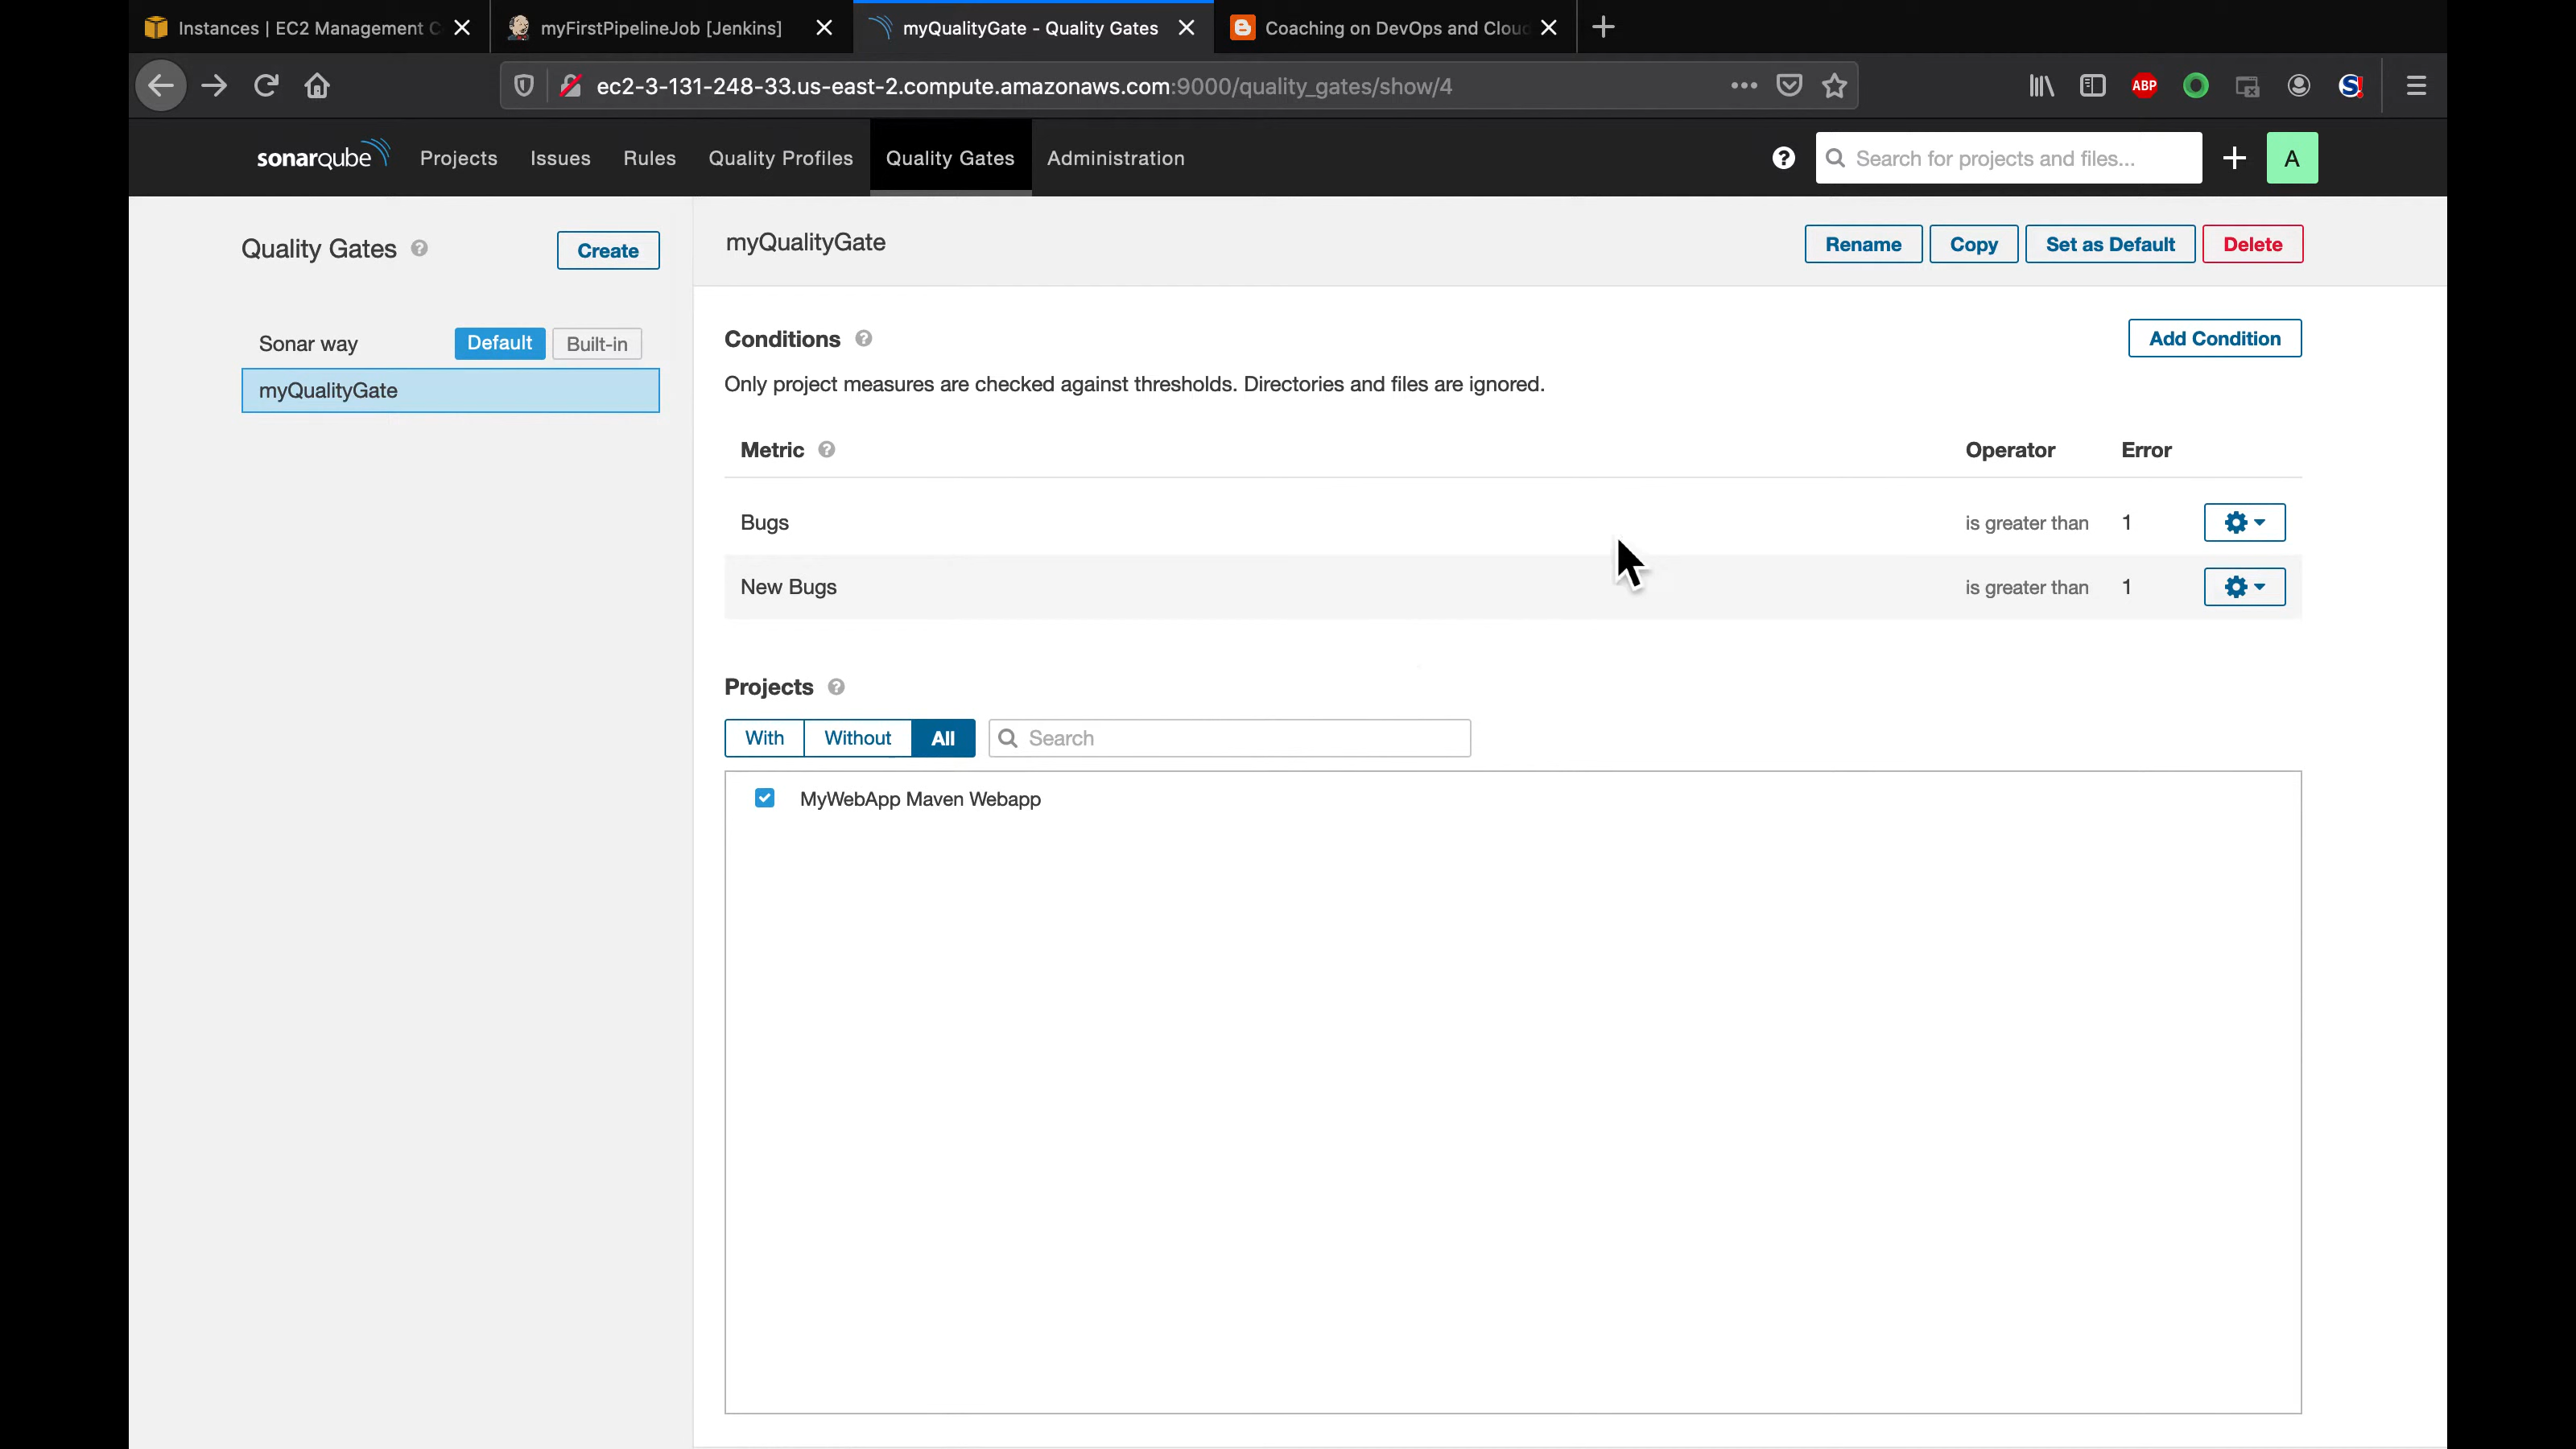 Instances | EC2 Management C
myFirstPipelineJob [Jenkins]
myQualityGate - Quality Gates
Coaching on DevOps and Cloud
ec2-3-131-248-33.us-east-2.compute.amazonaws.com:9000/quality_gates/show/4
ABP
sonarqube
Projects
Issues
Rules
Quality Profiles
Quality Gates
Administration
Search for projects and files...
A
Quality Gates
Create
myQualityGate
Rename
Copy
Set as Default
Delete
Sonar way
Default
Built-in
myQualityGate
Conditions
Add Condition
Only project measures are checked against thresholds. Directories and files are ignored.
Metric Operator Error
Bugs is greater than 1
New Bugs is greater than 1
Projects
With
Without
All
Search
MyWebApp Maven Webapp